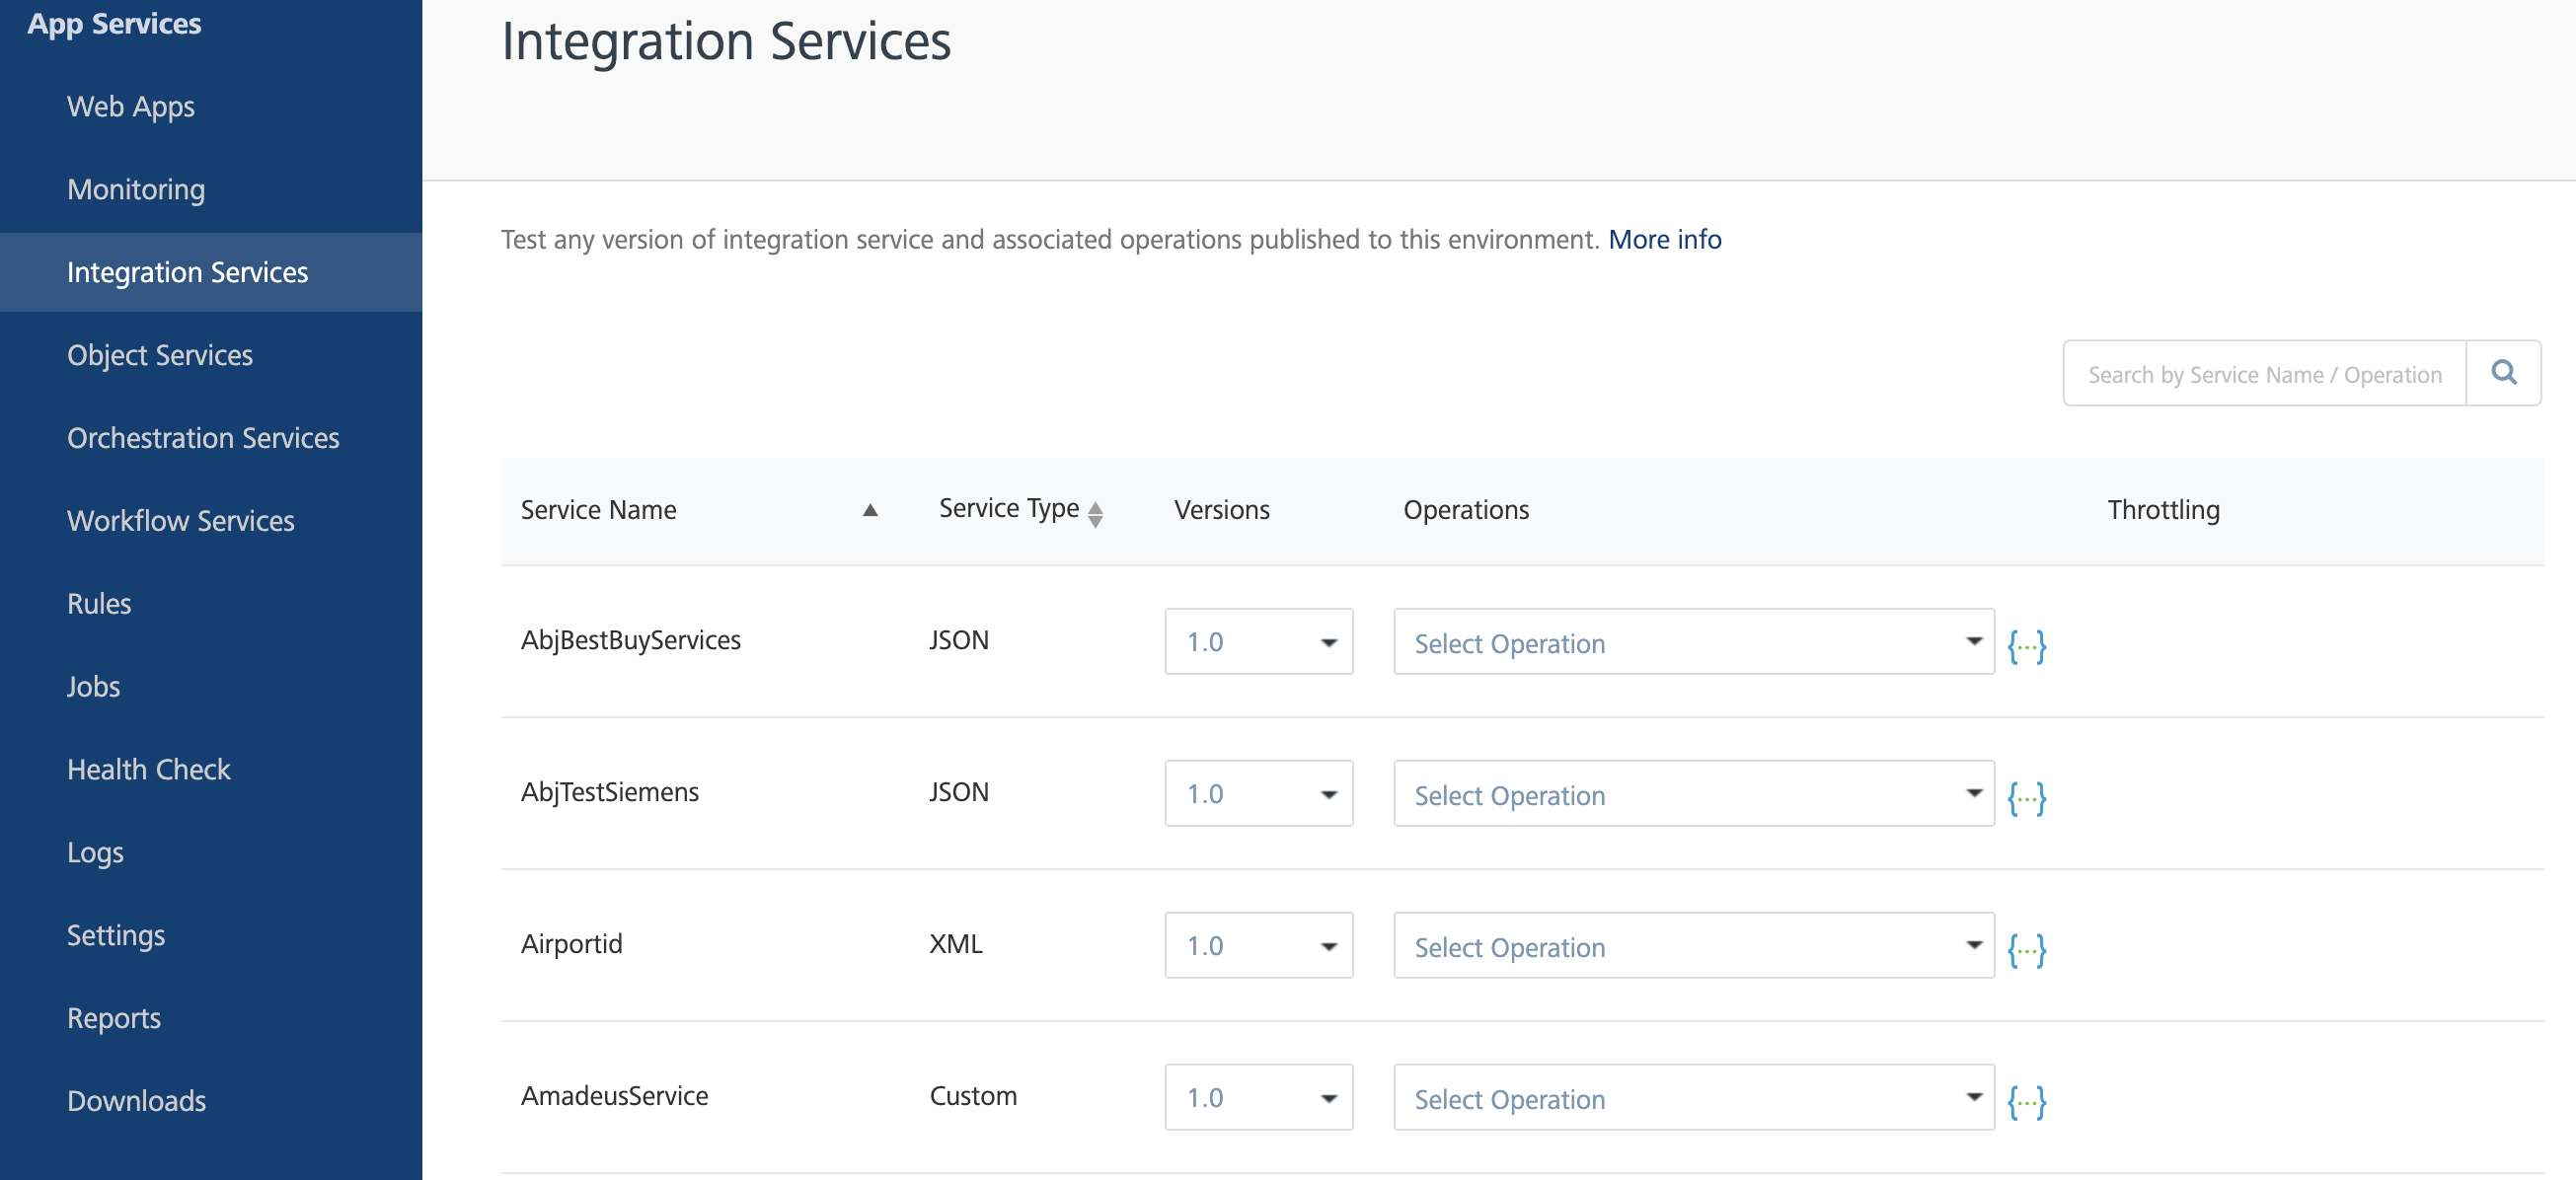 App Services
Web Apps
Monitoring
Integration Services
Object Services
Orchestration Services
Workflow Services
Rules
Jobs
Health Check
Logs
Settings
Reports
Downloads
Integration Services
Test any version of integration service and associated operations published to this environment. More info
Search by Service Name / Operation
Service Name Service Type Versions Operations Throttling
AbjBestBuyServices JSON 1.0 Select Operation {...}
AbjTestSiemens JSON 1.0 Select Operation {...}
Airportid XML 1.0 Select Operation {...}
AmadeusService Custom 1.0 Select Operation {...}